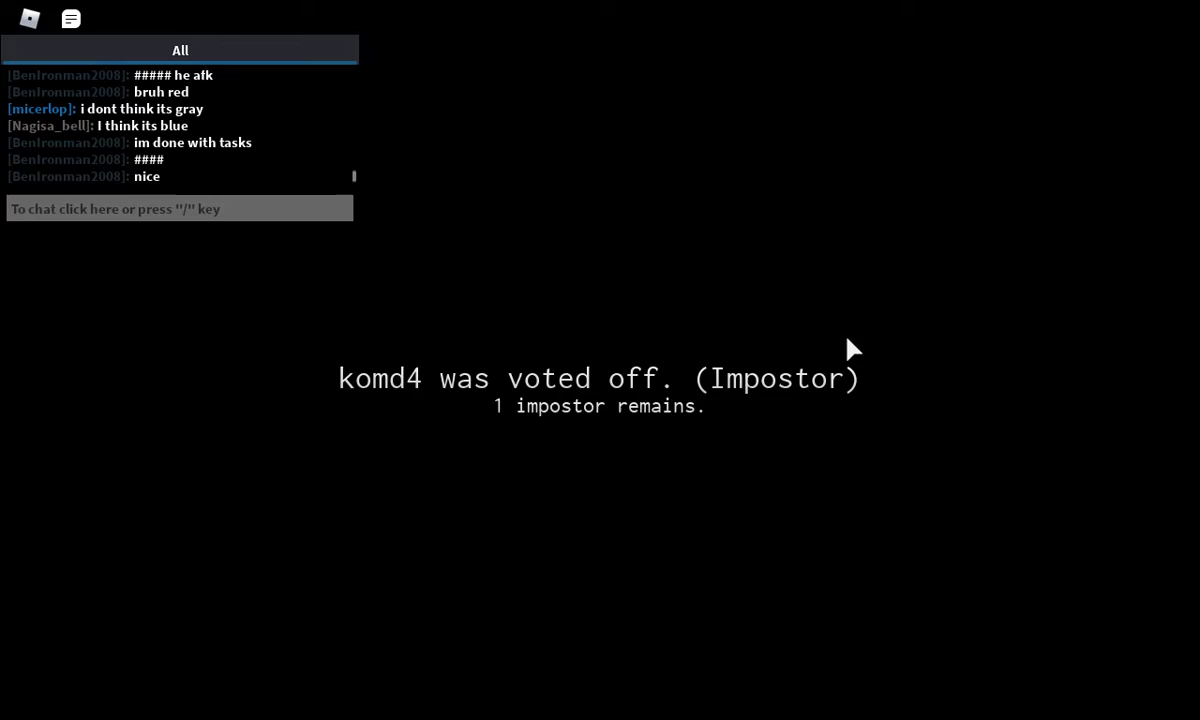 All
[BenIronman2008]: ##### he afk
[BenIronman2008]: bruh red
[micerlop]: i dont think its gray
[Nagisa_bell]: I think its blue
[BenIronman2008]: im done with tasks
[BenIronman2008]: ####
[BenIronman2008]: nice
To chat click here or press "/" key
komd4 was voted off. (Impostor)
1 impostor remains.